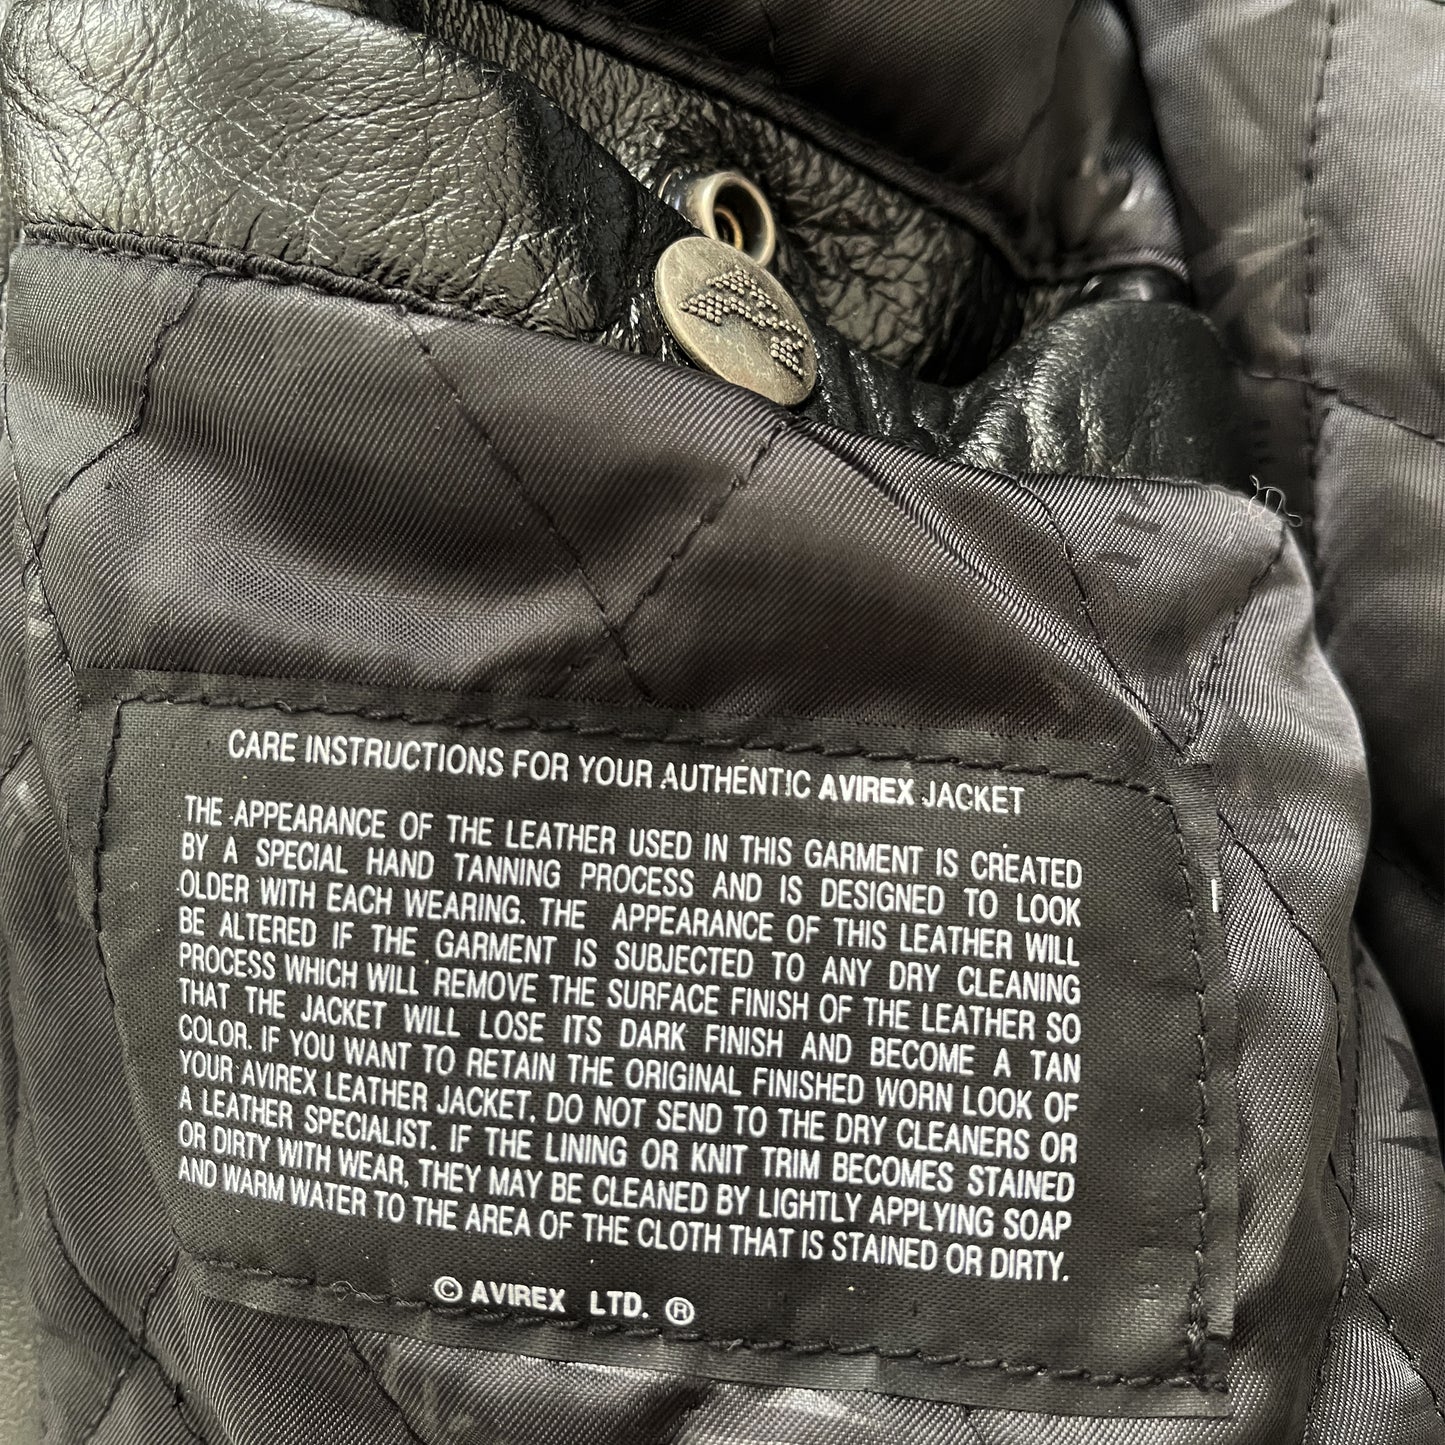 CARE INSTRUCTIONS FOR YOUR AUTHENTIC AVIREX JACKET
THE APPEARANCE OF THE LEATHER USED IN THIS GARMENT IS CREATED
BY A SPECIAL HAND TANNING PROCESS AND IS DESIGNED TO LOOK
OLDER WITH EACH WEARING. THE APPEARANCE OF THIS LEATHER WILL
BE ALTERED IF THE GARMENT IS SUBJECTED TO ANY DRY CLEANING
PROCESS WHICH WILL REMOVE THE SURFACE FINISH OF THE LEATHER SO
THAT THE JACKET WILL LOSE ITS DARK FINISH AND BECOME A TAN
COLOR. IF YOU WANT TO RETAIN THE ORIGINAL FINISHED WORN LOOK OF
YOUR AVIREX LEATHER JACKET, DO NOT SEND TO THE DRY CLEANERS OR
A LEATHER SPECIALIST. IF THE LINING OR KNIT TRIM BECOMES STAINED
OR DIRTY WITH WEAR, THEY MAY BE CLEANED BY LIGHTLY APPLYING SOAP
AND WARM WATER TO THE AREA OF THE CLOTH THAT IS STAINED OR DIRTY.
© AVIREX LTD. ®